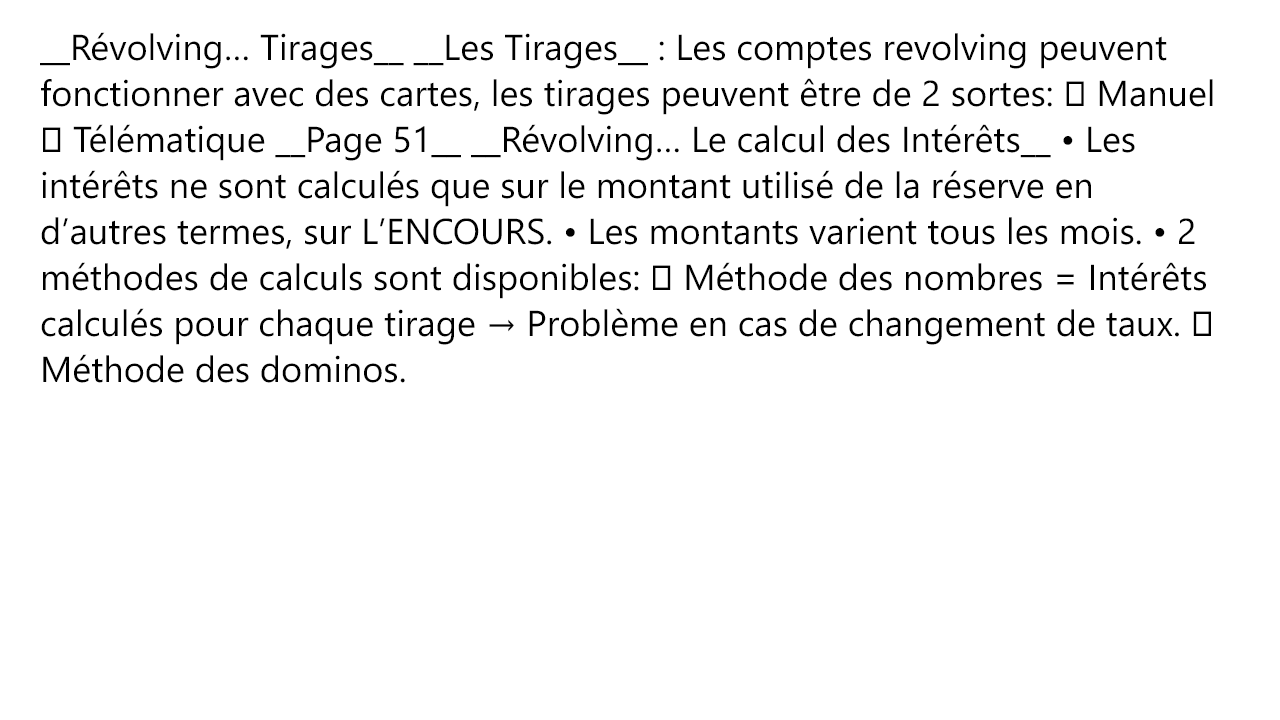 __Révolving… Tirages__ __Les Tirages__ : Les comptes revolving peuvent
fonctionner avec des cartes, les tirages peuvent être de 2 sortes: 　 Manuel
 Télématique __Page 51__ __Révolving… Le calcul des Intérêts__ • Les
intérêts ne sont calculés que sur le montant utilisé de la réserve en
d’autres termes, sur L’ENCOURS. • Les montants varient tous les mois. • 2
méthodes de calculs sont disponibles:  Méthode des nombres = Intérêts
calculés pour chaque tirage → Problème en cas de changement de taux. 
Méthode des dominos.